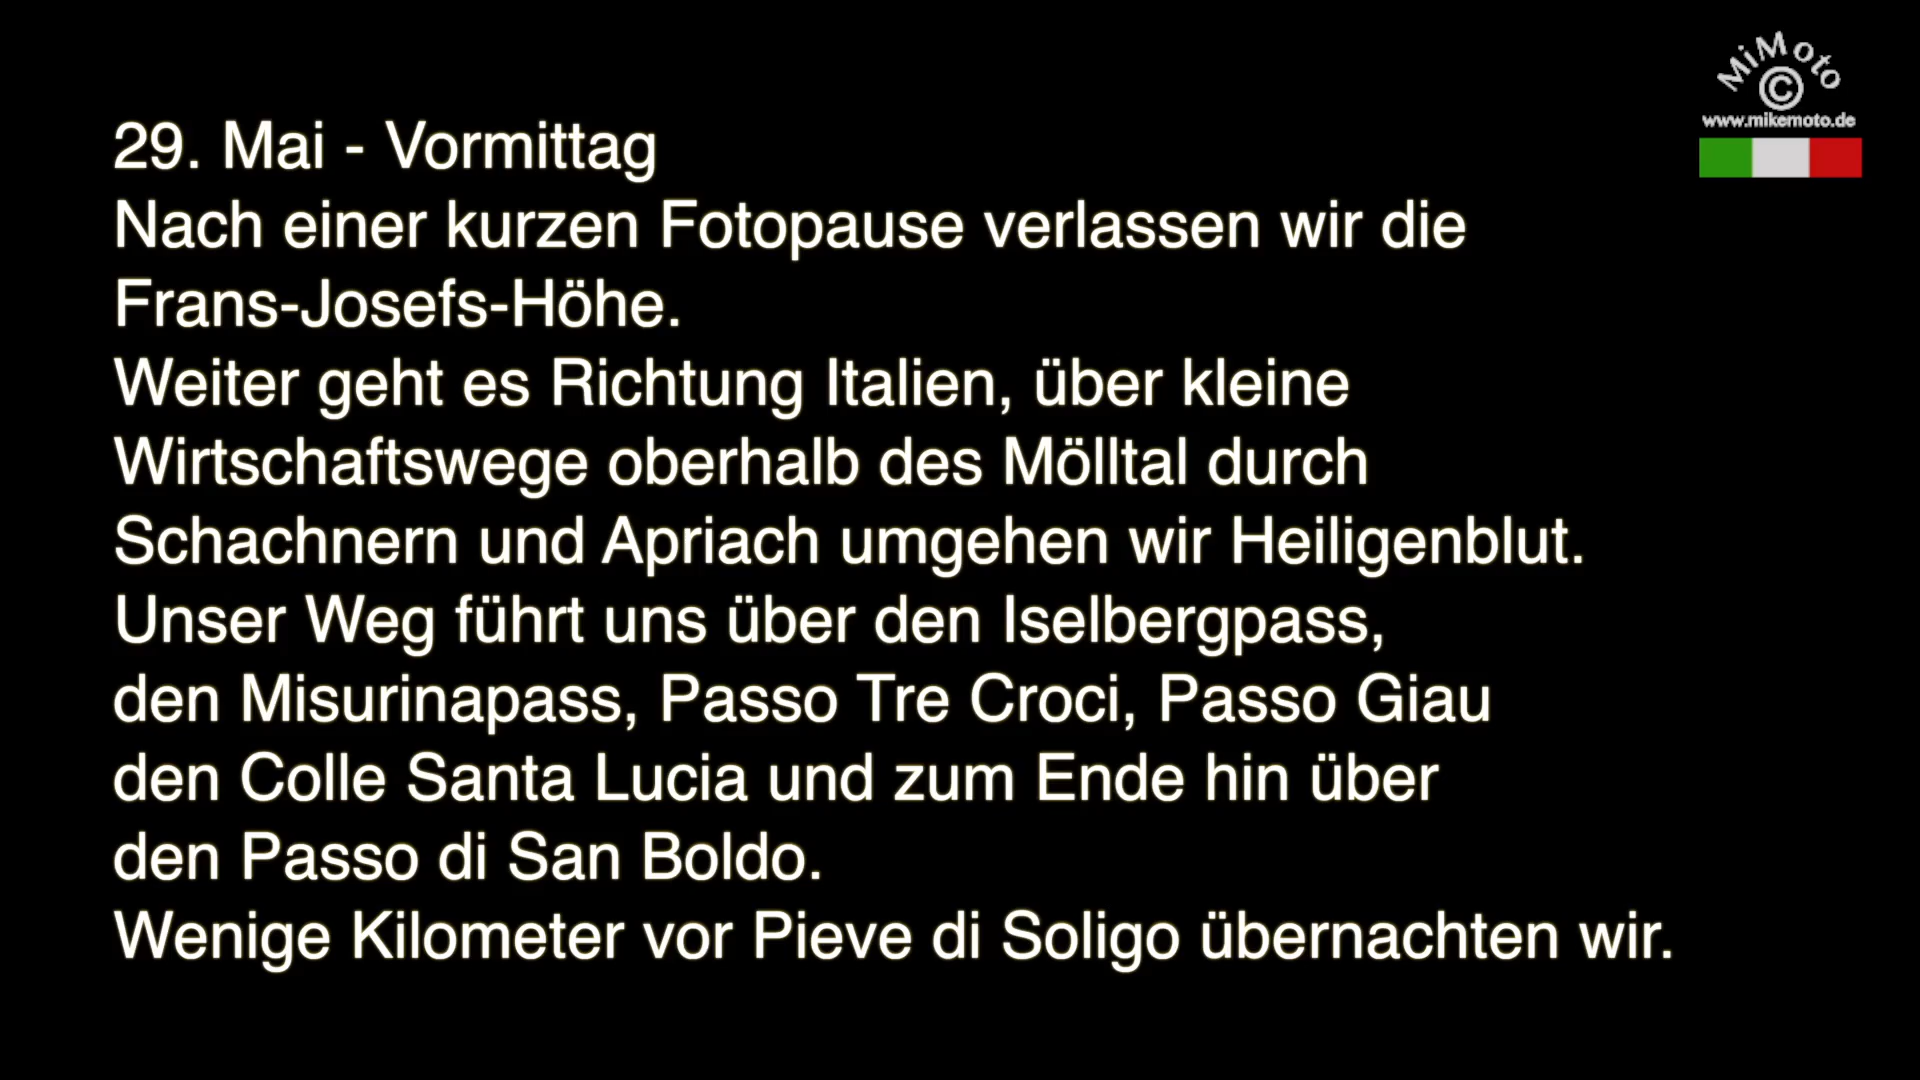 MiMoto
©
www.mikemoto.de
29. Mai - Vormittag
Nach einer kurzen Fotopause verlassen wir die
Frans-Josefs-Höhe.
Weiter geht es Richtung Italien, über kleine
Wirtschaftswege oberhalb des Mölltal durch
Schachnern und Apriach umgehen wir Heiligenblut.
Unser Weg führt uns über den Iselbergpass,
den Misurinapass, Passo Tre Croci, Passo Giau
den Colle Santa Lucia und zum Ende hin über
den Passo di San Boldo.
Wenige Kilometer vor Pieve di Soligo übernachten wir.